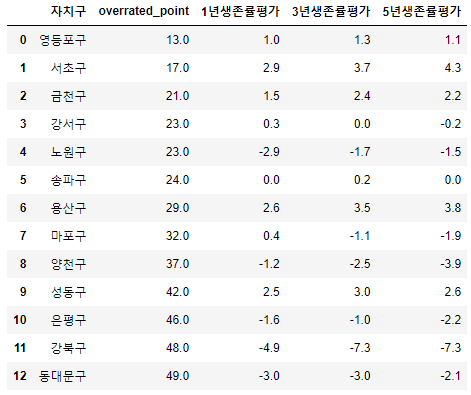 자치구 overrated_point 1년생존율평가 3년생존율평가 5년생존율평가
0 영등포구 13.0 1.0 1.3 1.1
1 서초구 17.0 2.9 3.7 4.3
2 금천구 21.0 1.5 2.4 2.2
3 강서구 23.0 0.3 0.0 -0.2
4 노원구 23.0 -2.9 -1.7 -1.5
5 송파구 24.0 0.0 0.2 0.0
6 용산구 29.0 2.6 3.5 3.8
7 마포구 32.0 0.4 -1.1 -1.9
8 양천구 37.0 -1.2 -2.5 -3.9
9 성동구 42.0 2.5 3.0 2.6
10 은평구 46.0 -1.6 -1.0 -2.2
11 강북구 48.0 -4.9 -7.3 -7.3
12 동대문구 49.0 -3.0 -3.0 -2.1